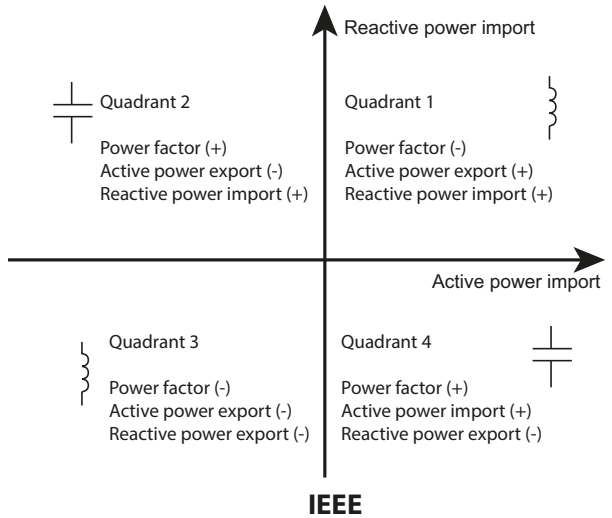 Reactive power import
Quadrant 2
Power factor (+)
Active power export (-)
Reactive power import (+)
Quadrant 1
Power factor (-)
Active power export (+)
Reactive power import (+)
Active power import
Quadrant 3
Power factor (-)
Active power export (-)
Reactive power export (-)
Quadrant 4
Power factor (+)
Active power import (+)
Reactive power export (-)
IEEE